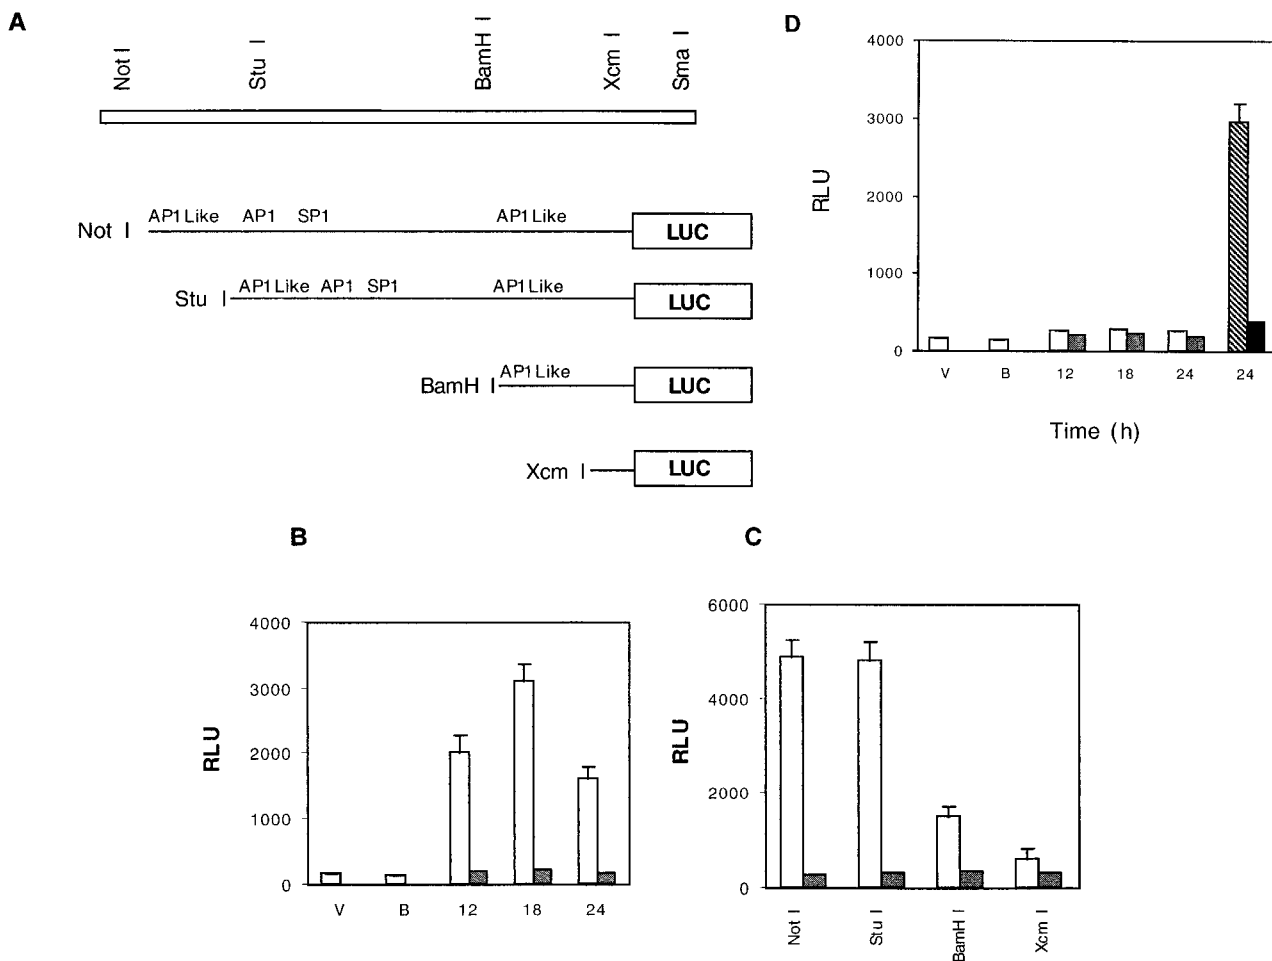 A
Not I
Stu I
BamH I
Xcm I
Sma I
Not I
AP1 Like AP1 SP1 AP1 Like
LUC
Stu I
AP1 Like AP1 SP1 AP1 Like
LUC
BamH I
AP1 Like
LUC
Xcm I
LUC
D
4000
3000
2000
1000
0
RLU
V B 12 18 24 24
Time (h)
B
4000
3000
2000
1000
0
RLU
V B 12 18 24
C
6000
4000
2000
0
RLU
Not I
Stu I
BamH I
Xcm I